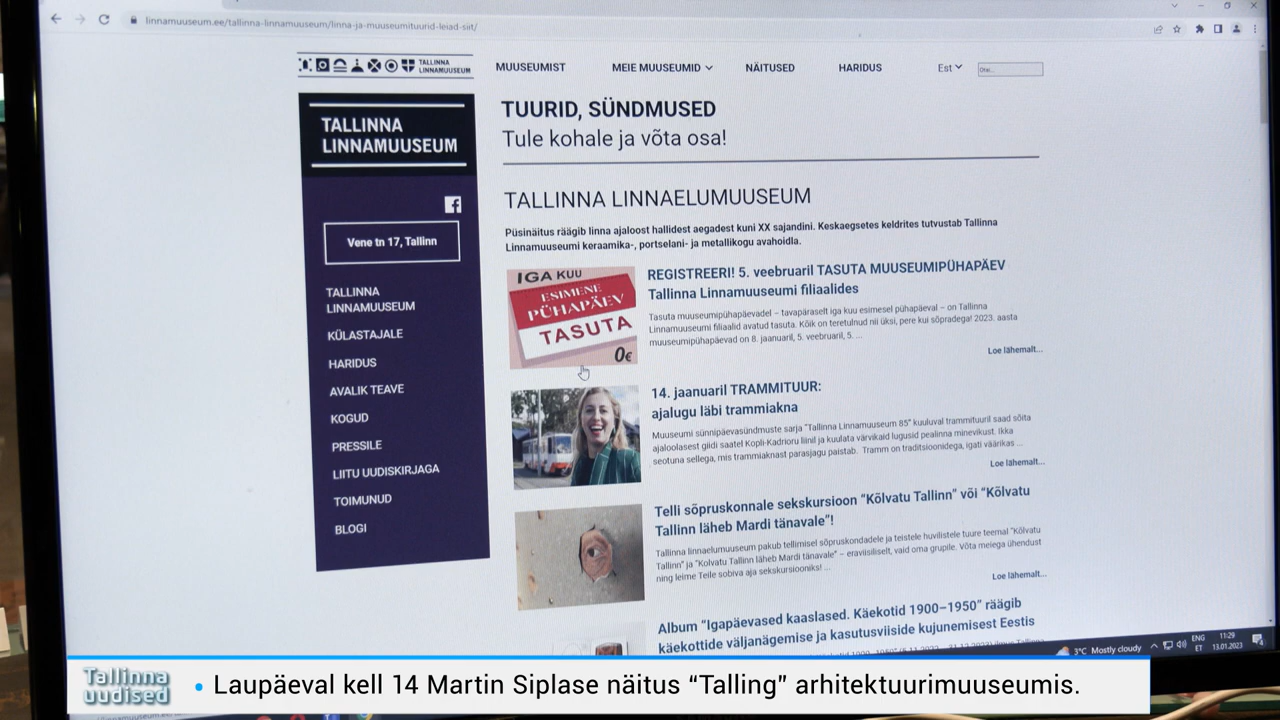 linnamuuseum.ee/tallinna-linnamuuseum/linna-ja-muuseumituurid-leiad-siit/
TALLINNA
LINNAMUUSEUM
MUUSEUMIST
MEIE MUUSEUMID
NÄITUSED
HARIDUS
Est
TALLINNA
LINNAMUUSEUM
Vene tn 17, Tallinn
TALLINNA
LINNAMUUSEUM
KÜLASTAJALE
HARIDUS
AVALIK TEAVE
KOGUD
PRESSILE
LIITU UUDISKIRJAGA
TOIMUNUD
BLOGI
TUURID, SÜNDMUSED
Tule kohale ja võta osa!
TALLINNA LINNAELUMUUSEUM
Püsinäitus räägib linna ajaloost hallidest aegadest kuni XX sajandini. Keskaegsetes keldrites tutvustab Tallinna
Linnamuuseumi keraamika-, portselani- ja metallikogu avahoidla.
IGA KUU
ESIMENE
PÜHAPÄEV
TASUTA
0€
REGISTREERI! 5. veebruaril TASUTA MUUSEUMIPÜHAPÄEV
Tallinna Linnamuuseumi filiaalides
Tasuta muuseumipühapäevadel – tavapäraselt iga kuu esimesel pühapäeval – on Tallinna
Linnamuuseumi filiaalid avatud tasuta. Kõik on teretulnud nii üksi, pere kui sõpradega! 2023. aasta
muuseumipühapäevad on 8. jaanuaril, 5. veebruaril, 5. ...
Loe lähemalt...
14. jaanuaril TRAMMITUUR:
ajalugu läbi trammiakna
Muuseumi sünnipäevasündmuste sarja "Tallinna Linnamuuseum 85" kuuluval trammituuril saad sõita
ajaloolasest giidi saatel Kopli-Kadrioru liinil ja kuulata värvikaid lugusid pealinna minevikust. Ikka
seotuna sellega, mis trammiaknast parasjagu paistab. Tramm on traditsioonidega, igati väärikas ...
Loe lähemalt...
Telli sõpruskonnale sekskursioon “Kõlvatu Tallinn” või “Kõlvatu
Tallinn läheb Mardi tänavale”!
Tallinna linnaelumuuseum pakub tellimisel sõpruskondadele ja teistele huvilistele tuure teemal "Kõlvatu
Tallinn" ja "Kolvatu Tallinn läheb Mardi tänavale" – eraviisiliselt, vaid oma grupile. Võta meiega ühendust
ning leime Teile sobiva aja sekskursiooniks! ...
Loe lähemalt...
Album “Igapäevased kaaslased. Käekotid 1900–1950” räägib
käekottide väljanägemise ja kasutusviiside kujunemisest Eestis
3°C Mostly cloudy
ENG
ET
11:29
13.01.2023
Tallinna
uudised
• Laupäeval kell 14 Martin Siplase näitus “Talling” arhitektuurimuuseumis.